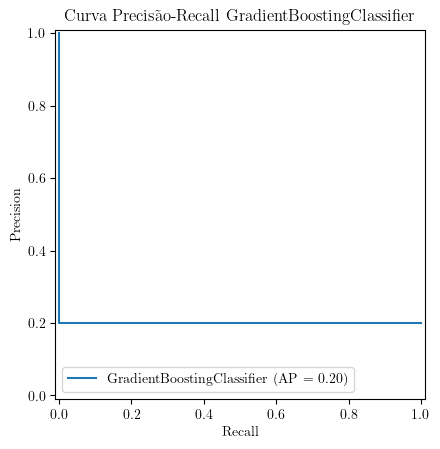 Curva Precisão-Recall GradientBoostingClassifier
1.0
0.8
0.6
0.4
0.2
0.0
Precision
GradientBoostingClassifier (AP = 0.20)
0.0 0.2 0.4 0.6 0.8 1.0
Recall